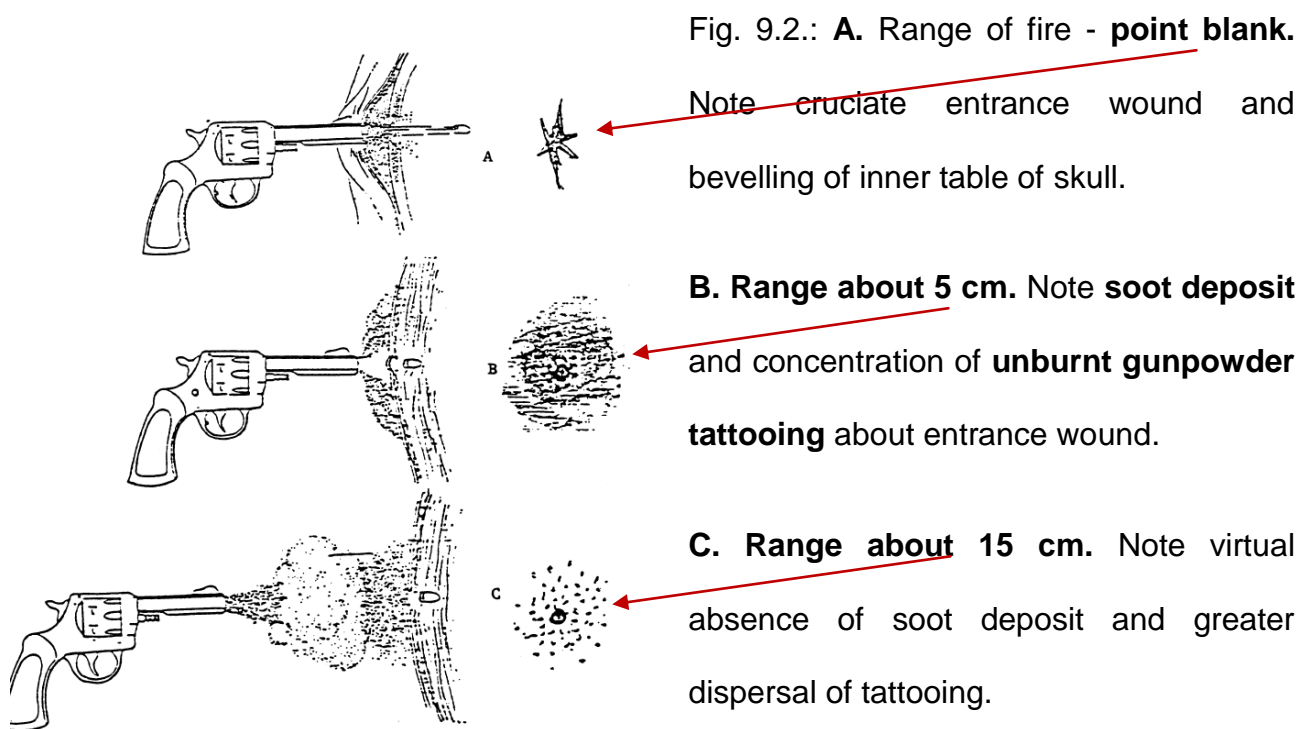 Fig. 9.2.: A. Range of fire - point blank.
Note cruciate entrance wound and
bevelling of inner table of skull.
A
B. Range about 5 cm. Note soot deposit
and concentration of unburnt gunpowder
tattooing about entrance wound.
B
C. Range about 15 cm. Note virtual
absence of soot deposit and greater
dispersal of tattooing.
C